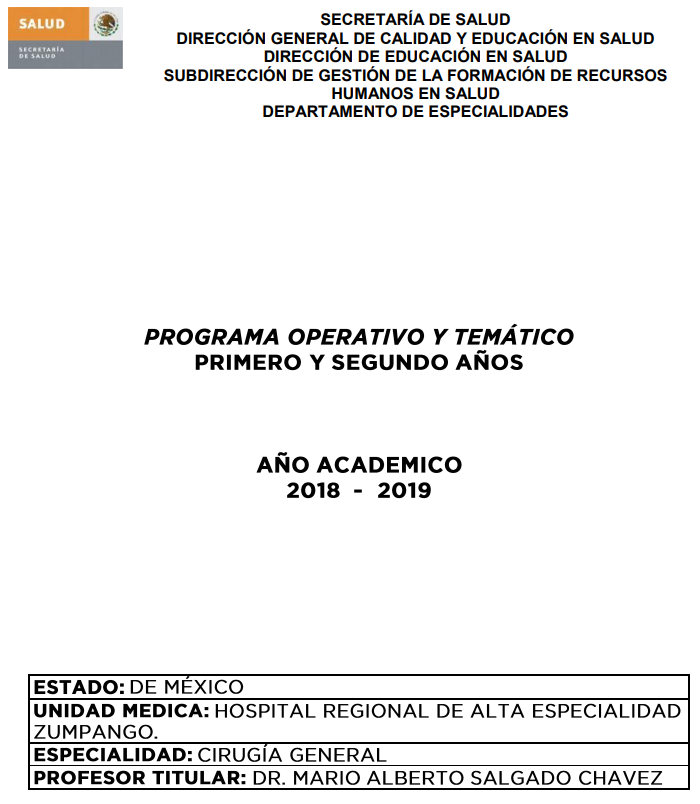 SALUD
SECRETARÍA
DE SALUD
SECRETARÍA DE SALUD
DIRECCIÓN GENERAL DE CALIDAD Y EDUCACIÓN EN SALUD
DIRECCIÓN DE EDUCACIÓN EN SALUD
SUBDIRECCIÓN DE GESTIÓN DE LA FORMACIÓN DE RECURSOS
HUMANOS EN SALUD
DEPARTAMENTO DE ESPECIALIDADES
PROGRAMA OPERATIVO Y TEMÁTICO
PRIMERO Y SEGUNDO AÑOS
AÑO ACADEMICO
2018 - 2019
ESTADO: DE MÉXICO
UNIDAD MEDICA: HOSPITAL REGIONAL DE ALTA ESPECIALIDAD
ZUMPANGO.
ESPECIALIDAD: CIRUGÍA GENERAL
PROFESOR TITULAR: DR. MARIO ALBERTO SALGADO CHAVEZ